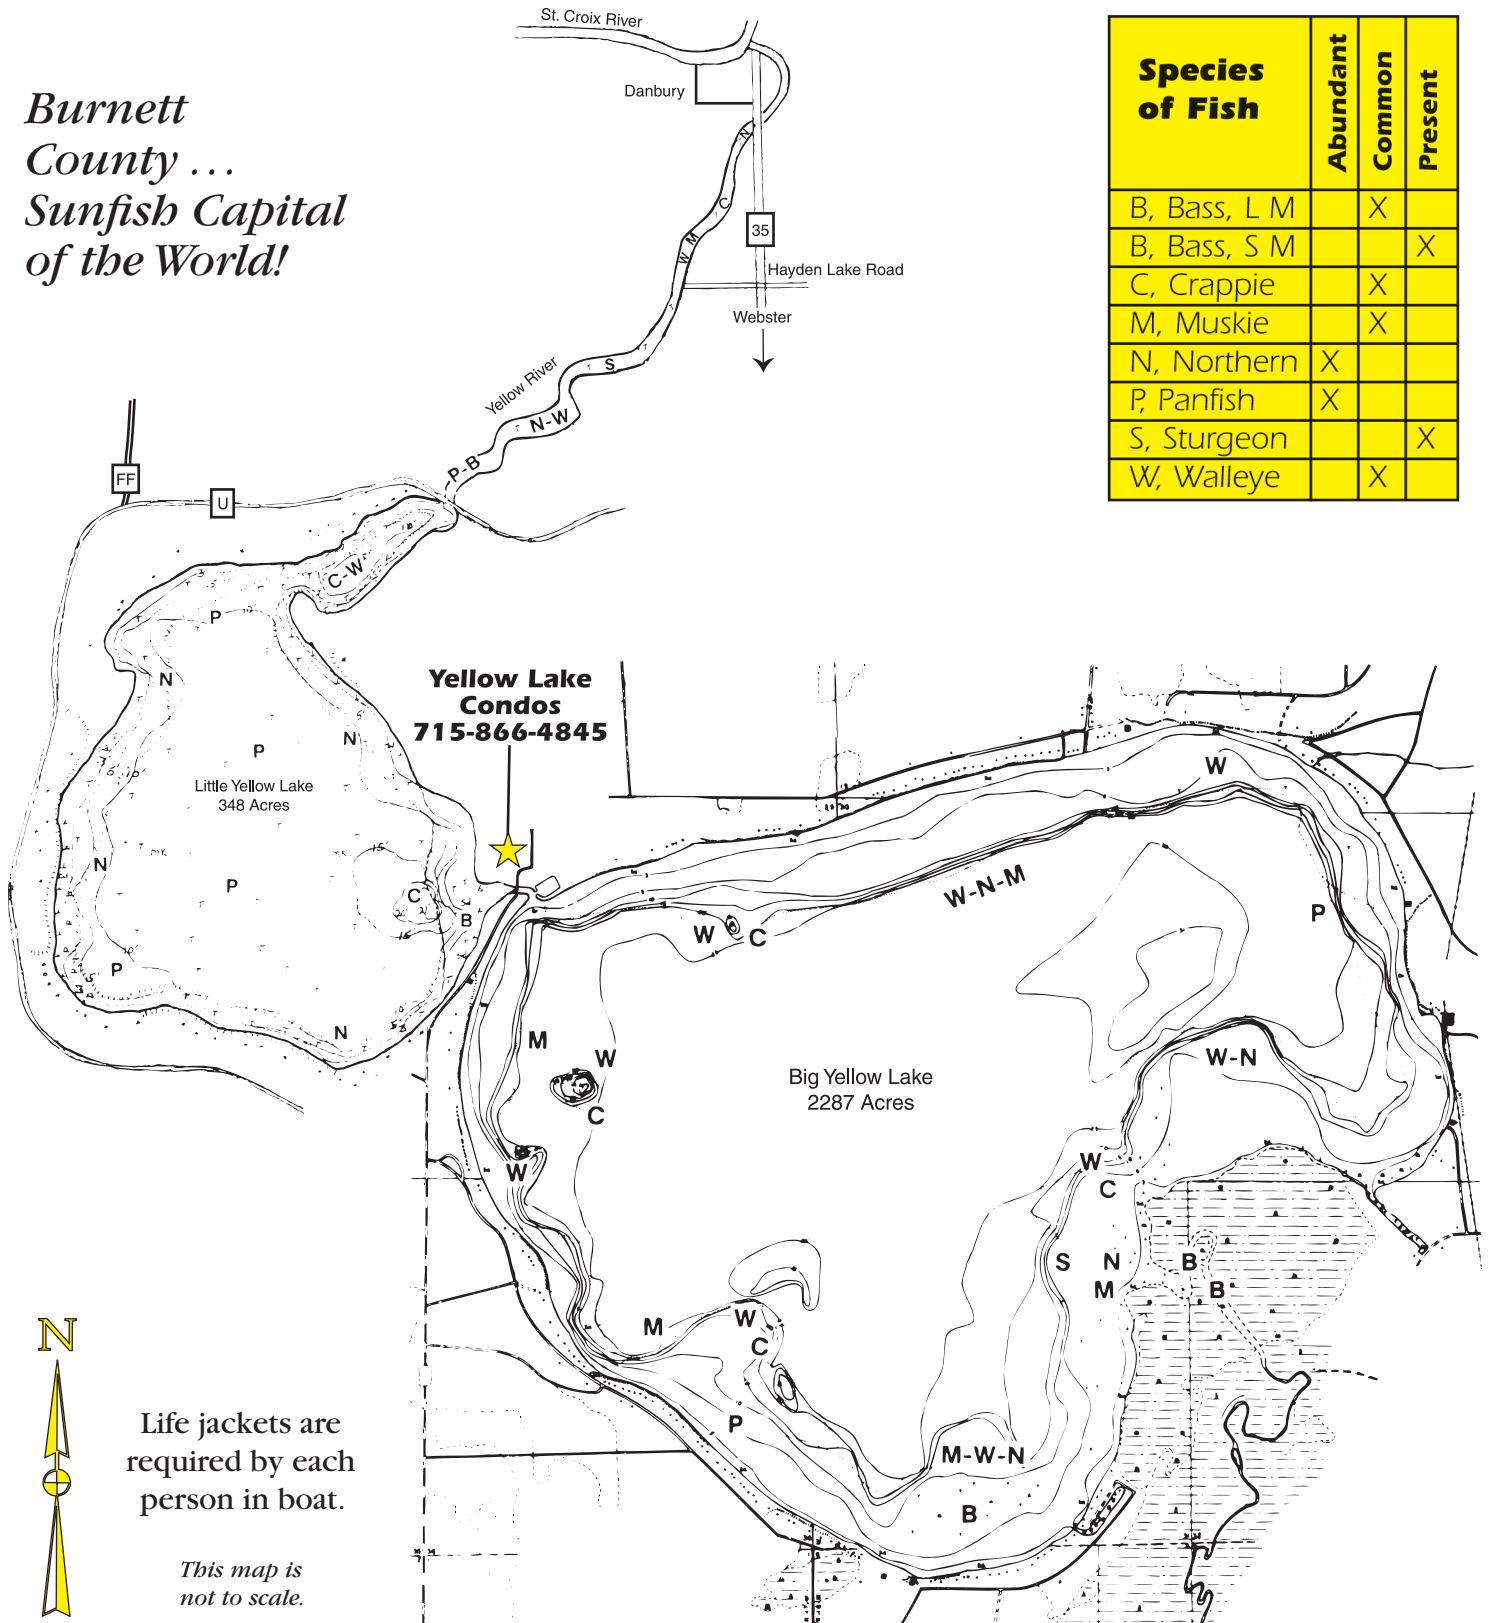 St. Croix River
Danbury
Burnett
County …
Sunfish Capital
of the World!
Species
of Fish
Abundant
Common
Present
B, Bass, L M X
B, Bass, S M X
C, Crappie X
M, Muskie X
N, Northern X
P, Panfish X
S, Sturgeon X
W, Walleye X
N
C
M
W
35
Hayden Lake Road
Webster
S
Yellow River
N-W
P-B
FF
U
C-W
P
N
N
P
Little Yellow Lake
348 Acres
N
P
C
B
P
N
15
15
10
Yellow Lake
Condos
715-866-4845
W
W-N-M
P
W
C
M
W
C
W
Big Yellow Lake
2287 Acres
W-N
W
C
S
N
M
B
B
M
W
C
P
M-W-N
B
N
Life jackets are
required by each
person in boat.
This map is
not to scale.